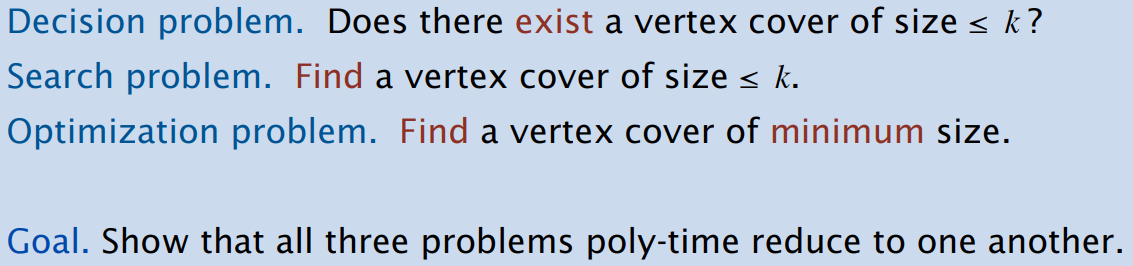 Decision problem. Does there exist a vertex cover of size ≤ k?
Search problem. Find a vertex cover of size ≤ k.
Optimization problem. Find a vertex cover of minimum size.
Goal. Show that all three problems poly-time reduce to one another.